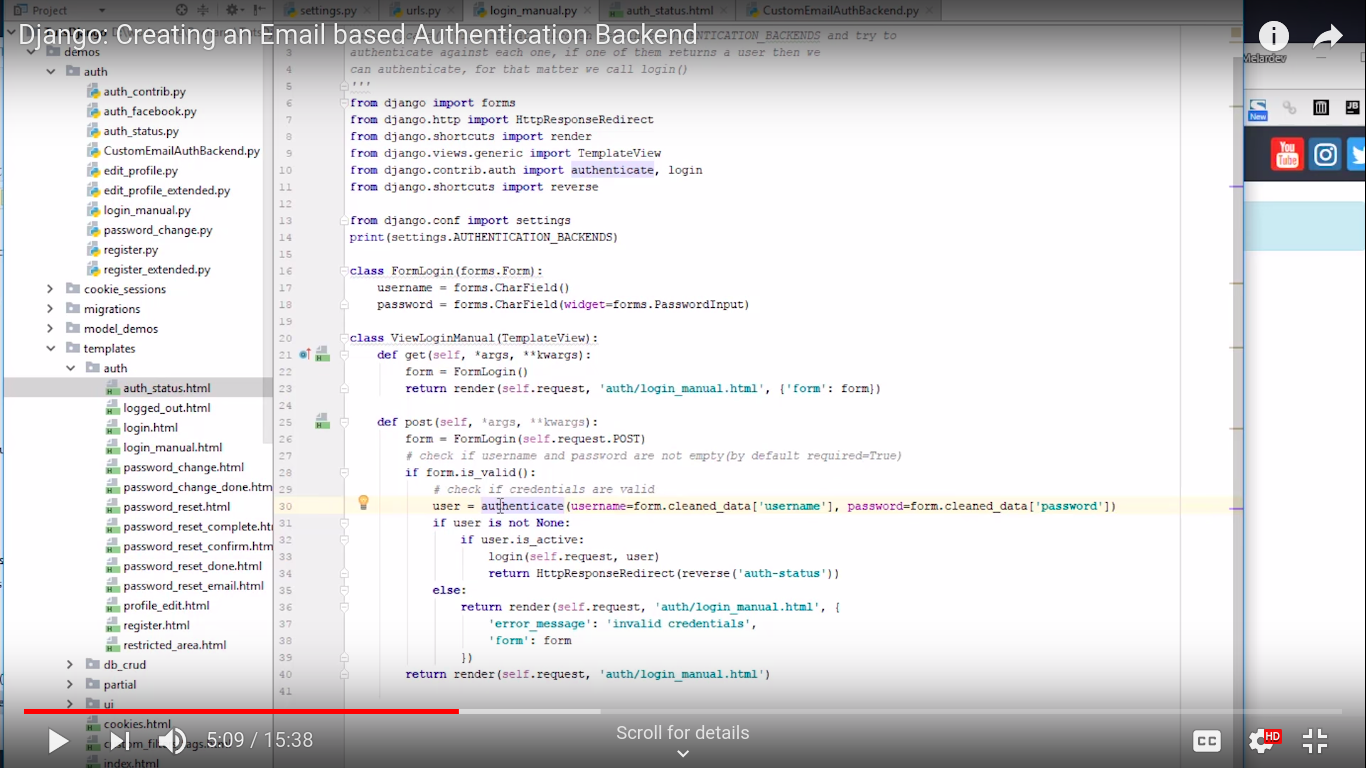 Project
settings.py
urls.py
login_manual.py
auth_status.html
CustomEmailAuthBackend.py
Django: Creating an Email based Authentication Backend
Melardev
demos
auth
auth_contrib.py
auth_facebook.py
auth_status.py
CustomEmailAuthBackend.py
edit_profile.py
edit_profile_extended.py
login_manual.py
password_change.py
register.py
register_extended.py
cookie_sessions
migrations
model_demos
templates
auth
auth_status.html
logged_out.html
login.html
login_manual.html
password_change.html
password_change_done.htm
password_reset.html
password_reset_complete.htm
password_reset_confirm.htm
password_reset_done.html
password_reset_email.html
profile_edit.html
register.html
restricted_area.html
db_crud
partial
ui
cookies.html
index.html
3 authenticate against each one, if one of them returns a user then we
4 can authenticate, for that matter we call login()
5 '''
6 from django import forms
7 from django.http import HttpResponseRedirect
8 from django.shortcuts import render
9 from django.views.generic import TemplateView
10 from django.contrib.auth import authenticate, login
11 from django.shortcuts import reverse
12
13 from django.conf import settings
14 print(settings.AUTHENTICATION_BACKENDS)
15
16 class FormLogin(forms.Form):
17 username = forms.CharField()
18 password = forms.CharField(widget=forms.PasswordInput)
19
20 class ViewLoginManual(TemplateView):
21 def get(self, *args, **kwargs):
22 form = FormLogin()
23 return render(self.request, 'auth/login_manual.html', {'form': form})
24
25 def post(self, *args, **kwargs):
26 form = FormLogin(self.request.POST)
27 # check if username and password are not empty(by default required=True)
28 if form.is_valid():
29 # check if credentials are valid
30 user = authenticate(username=form.cleaned_data['username'], password=form.cleaned_data['password'])
31 if user is not None:
32 if user.is_active:
33 login(self.request, user)
34 return HttpResponseRedirect(reverse('auth-status'))
35 else:
36 return render(self.request, 'auth/login_manual.html', {
37 'error_message': 'invalid credentials',
38 'form': form
39 })
40 return render(self.request, 'auth/login_manual.html')
41
New
JB
You Tube
5:09 / 15:38
Scroll for details
CC
HD